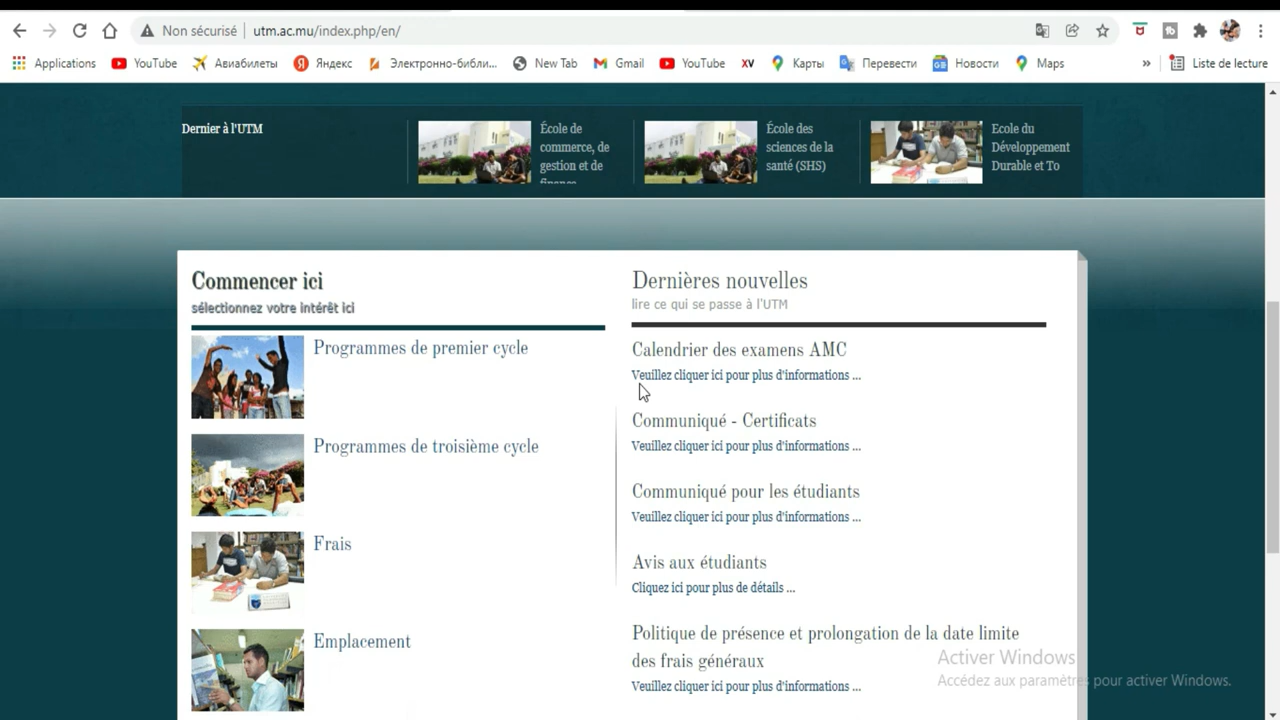 Non sécurisé utm.ac.mu/index.php/en/
Applications YouTube Авиабилеты Яндекс Электронно-библи... New Tab Gmail YouTube XV Карты Перевести Новости Maps » Liste de lecture
Dernier à l'UTM
École de
commerce, de
gestion et de
finance
École des
sciences de la
santé (SHS)
Ecole du
Développement
Durable et To
Commencer ici
sélectionnez votre intérêt ici
Programmes de premier cycle
Programmes de troisième cycle
Frais
Emplacement
Dernières nouvelles
lire ce qui se passe à l'UTM
Calendrier des examens AMC
Veuillez cliquer ici pour plus d'informations ...
Communiqué - Certificats
Veuillez cliquer ici pour plus d'informations ...
Communiqué pour les étudiants
Veuillez cliquer ici pour plus d'informations ...
Avis aux étudiants
Cliquez ici pour plus de détails ...
Politique de présence et prolongation de la date limite
des frais généraux
Veuillez cliquer ici pour plus d'informations ...
Activer Windows
Accédez aux paramètres pour activer Windows.